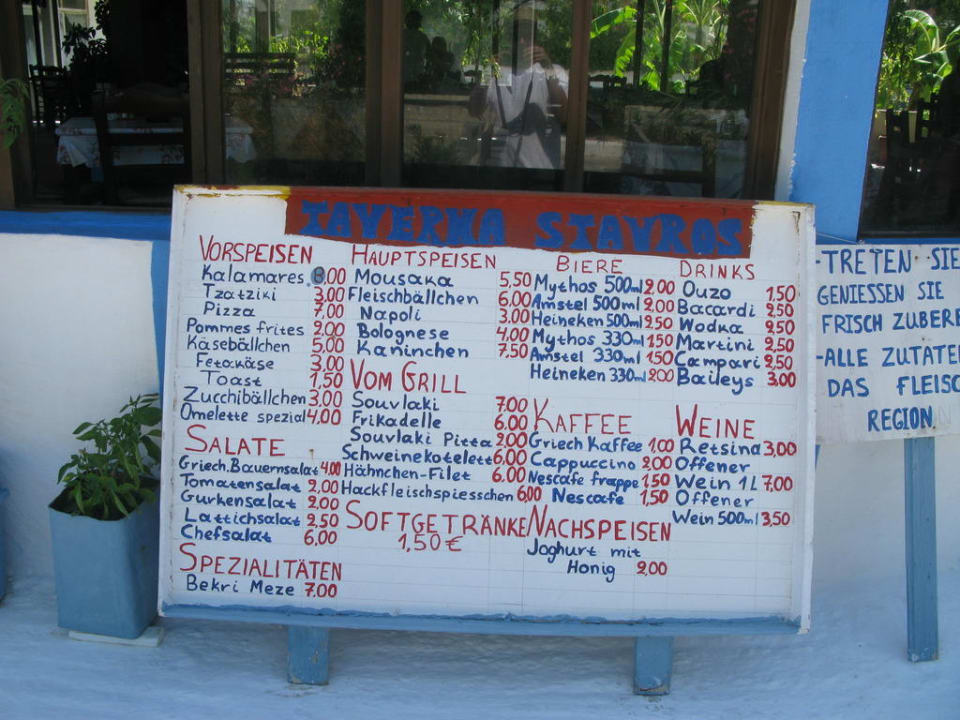 TAVERNA STAVROS
VORSPEISEN
Kalamares 8,00
Tzatziki 3,00
Pizza 7,00
Pommes frites 2,00
Käsebällchen 5,00
Fetakäse 3,00
Toast 1,50
Zucchibällchen 3,00
Omelette spezial 4,00
SALATE
Griech. Bauernsalat 4,00
Tomatensalat 2,00
Gurkensalat 2,00
Lattichsalat 2,50
Chefsalat 6,00
SPEZIALITÄTEN
Bekri Meze 7,00
HAUPTSPEISEN
Mousaka 5,50
Fleischbällchen 6,00
Napoli 3,00
Bolognese 4,00
Kaninchen 7,50
VOM GRILL
Souvlaki 7,00
Frikadelle 6,00
Souvlaki Pitta 2,00
Schweinekotelett 6,00
Hähnchen-Filet 6,00
Hackfleischspiesschen 6,00
SOFTGETRÄNKE
1,50 €
BIERE
Mythos 500ml 2,00
Amstel 500ml 2,00
Heineken 500ml 2,50
Mythos 330ml 1,50
Amstel 330ml 1,50
Heineken 330ml 2,00
KAFFEE
Griech Kaffee 1,00
Cappuccino 2,00
Nescafe frappe 1,50
Nescafe 1,50
NACHSPEISEN
Joghurt mit
Honig 2,00
DRINKS
Ouzo 1,50
Bacardi 2,50
Wodka 2,50
Martini 2,50
Campari 2,50
Baileys 3,00
WEINE
Retsina 3,00
Offener
Wein 1L 7,00
Offener
Wein 500ml 3,50
-TRETEN SIE
GENIESSEN SIE
FRISCH ZUBERE
-ALLE ZUTATE
DAS FLEISC
REGION.